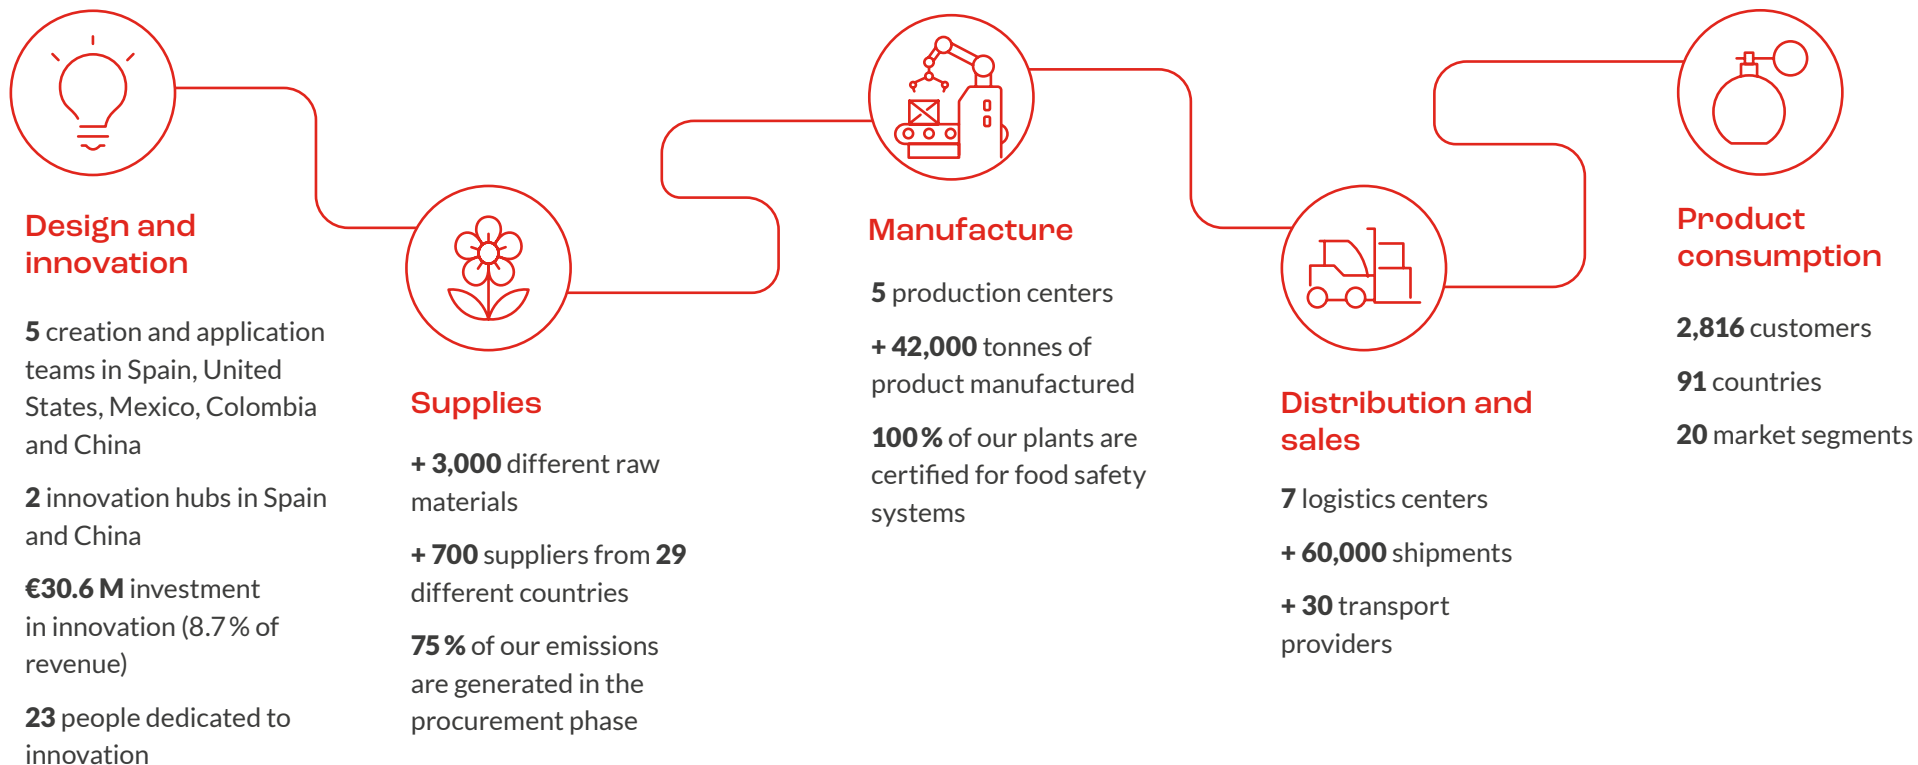 Design and
innovation
5 creation and application
teams in Spain, United
States, Mexico, Colombia
and China
2 innovation hubs in Spain
and China
€30.6 M investment
in innovation (8.7 % of
revenue)
23 people dedicated to
innovation
Supplies
+ 3,000 different raw
materials
+ 700 suppliers from 29
different countries
75 % of our emissions
are generated in the
procurement phase
Manufacture
5 production centers
+ 42,000 tonnes of
product manufactured
100 % of our plants are
certified for food safety
systems
Distribution and
sales
7 logistics centers
+ 60,000 shipments
+ 30 transport
providers
Product
consumption
2,816 customers
91 countries
20 market segments